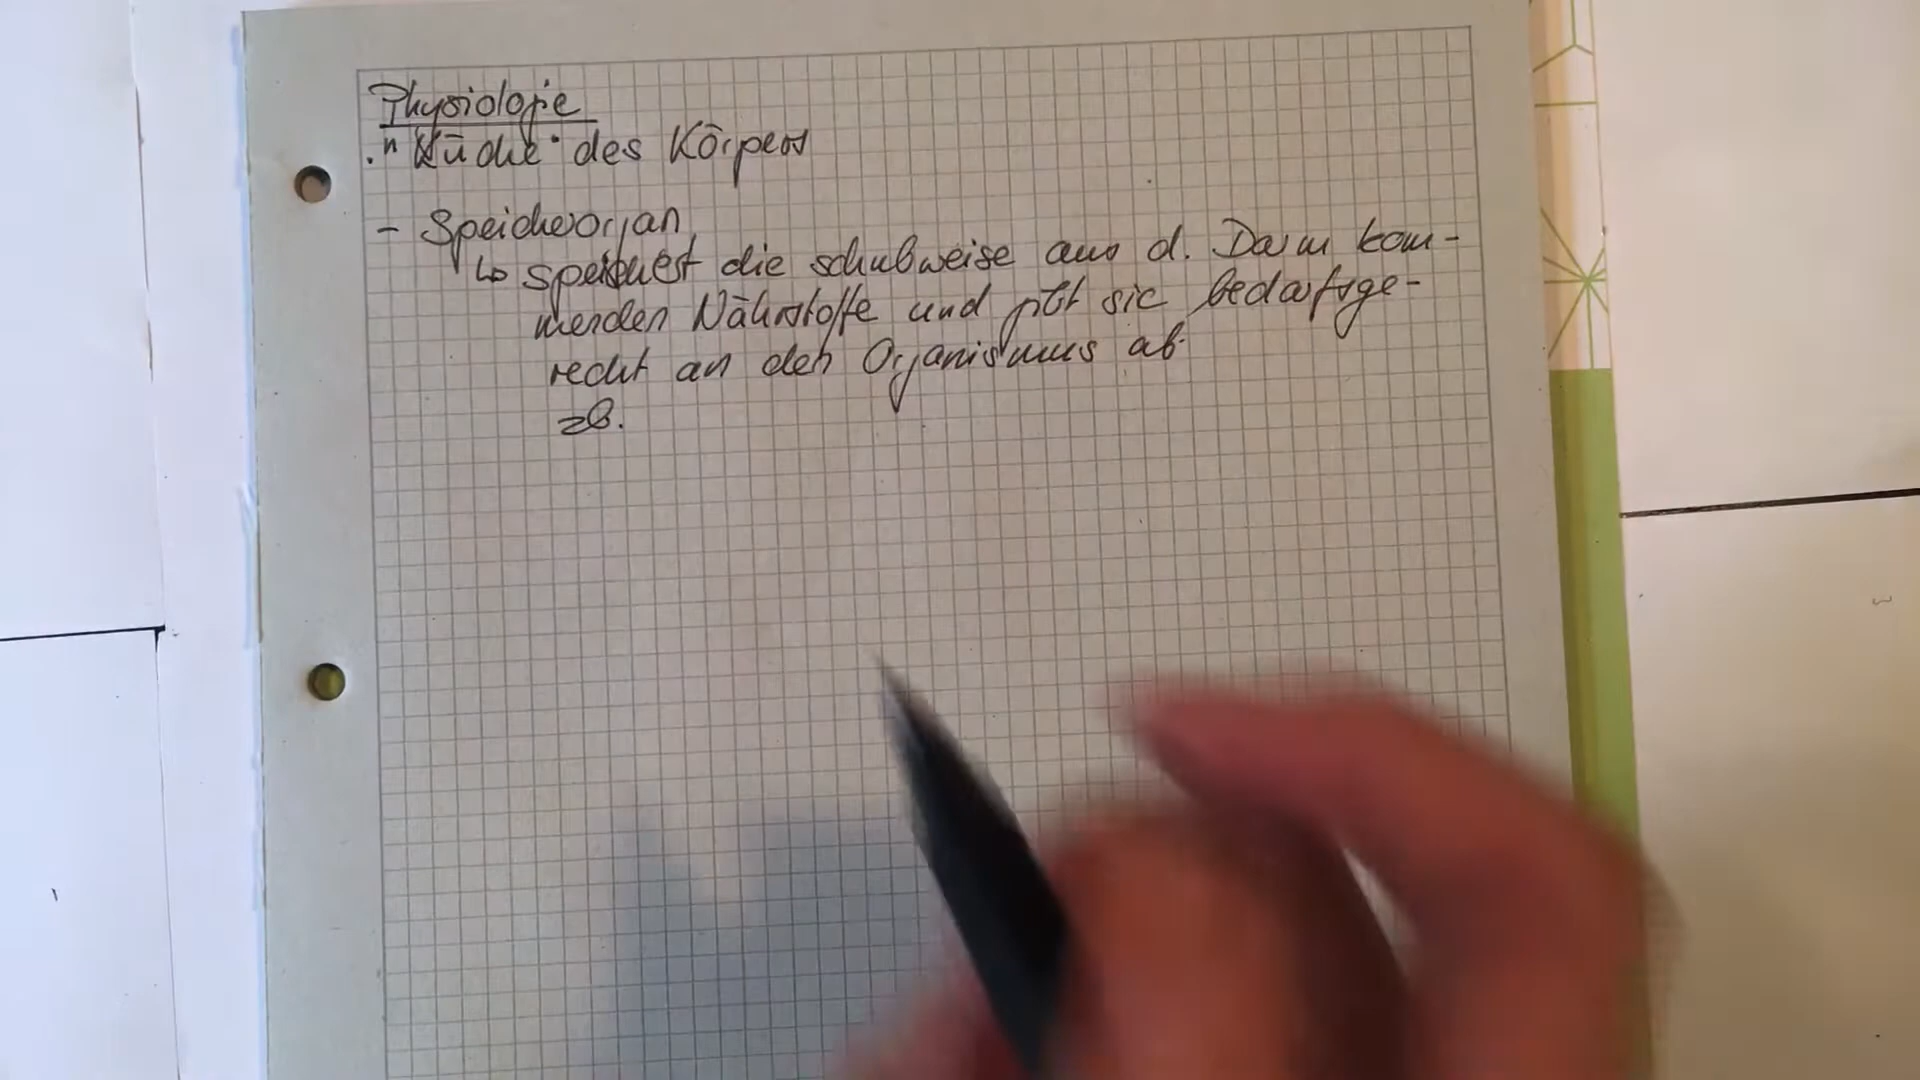 Physiologie
. "Küche" des Körpers
- Speicherorgan
↳ speichert die schubweise aus d. Darm kom-
menden Nährstoffe und gibt sie bedarfsge-
recht an den Organismus ab.
zB.